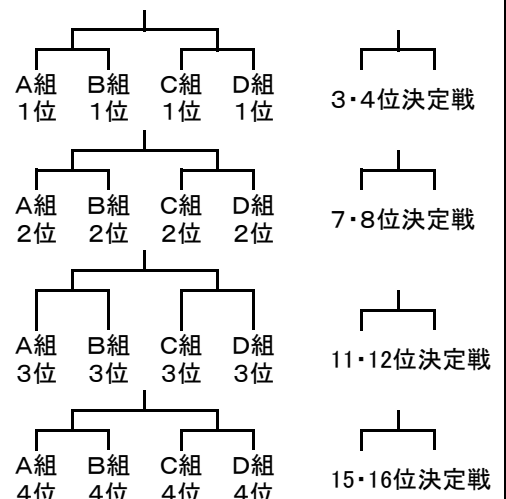 A組 B組 C組 D組
1位 1位 1位 1位
3・4位決定戦
A組 B組 C組 D組
2位 2位 2位 2位
7・8位決定戦
A組 B組 C組 D組
3位 3位 3位 3位
11・12位決定戦
A組 B組 C組 D組
4位 4位 4位 4位
15・16位決定戦